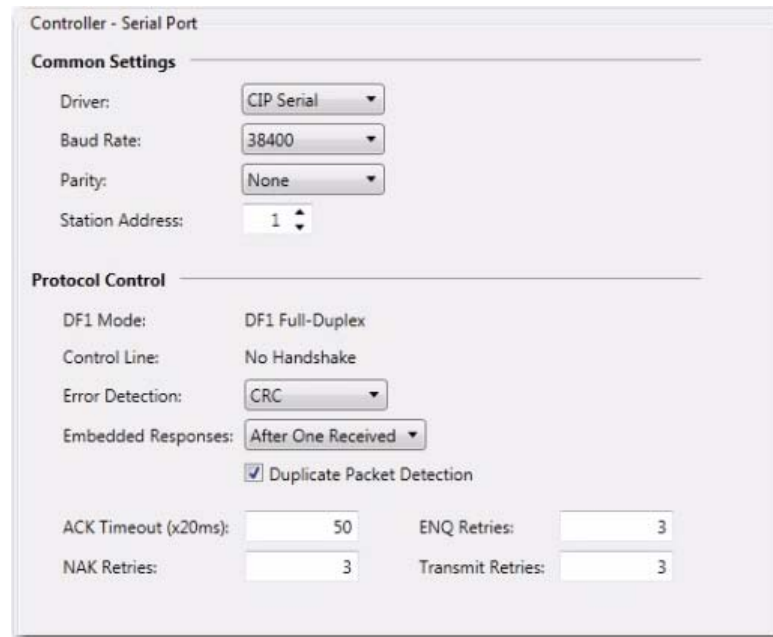 Controller - Serial Port
Common Settings
Driver: CIP Serial
Baud Rate: 38400
Parity: None
Station Address: 1
Protocol Control
DF1 Mode: DF1 Full-Duplex
Control Line: No Handshake
Error Detection: CRC
Embedded Responses: After One Received
Duplicate Packet Detection
ACK Timeout (x20ms): 50 ENQ Retries: 3
NAK Retries: 3 Transmit Retries: 3